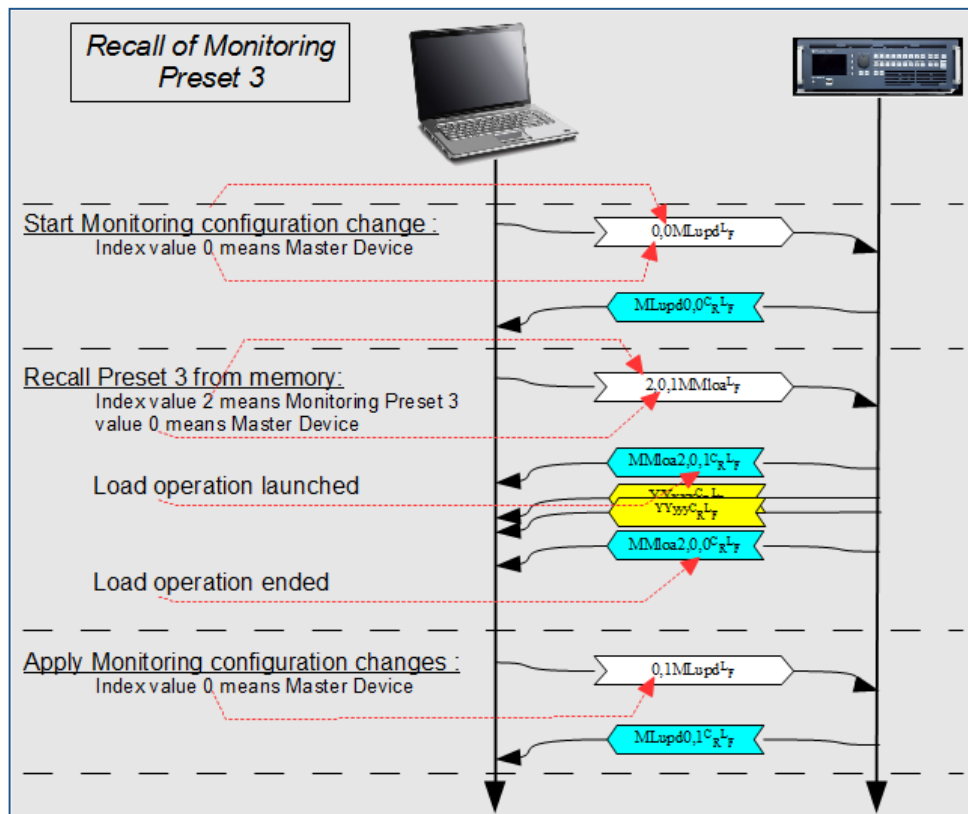 Recall of Monitoring
Preset 3
Start Monitoring configuration change :
Index value 0 means Master Device
0,0MLupdLF
MLupd0,0CRLF
Recall Preset 3 from memory:
Index value 2 means Monitoring Preset 3
value 0 means Master Device
2,0,1MMloaLF
MMloa2,0,1CRLF
Load operation launched
YYyyyCRLF
MMloa2,0,0CRLF
Load operation ended
Apply Monitoring configuration changes :
Index value 0 means Master Device
0,1MLupdLF
MLupd0,1CRLF